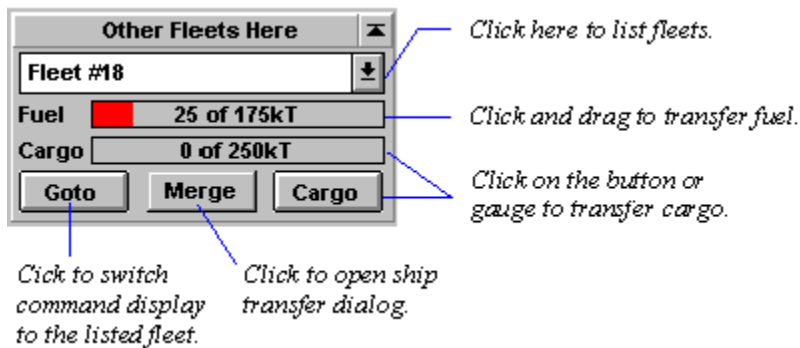 Other Fleets Here
Click here to list fleets.
Fleet #18
Fuel 25 of 175kT
Click and drag to transfer fuel.
Cargo 0 of 250kT
Click on the button or
gauge to transfer cargo.
Goto Merge Cargo
Cick to switch
command display
to the listed fleet.
Click to open ship
transfer dialog.